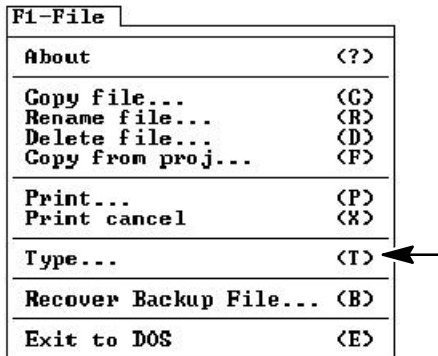 F1-File
About <?>
Copy file... <C>
Rename file... <R>
Delete file... <D>
Copy from proj... <F>
Print... <P>
Print cancel <X>
Type... <T>
Recover Backup File... <B>
Exit to DOS <E>